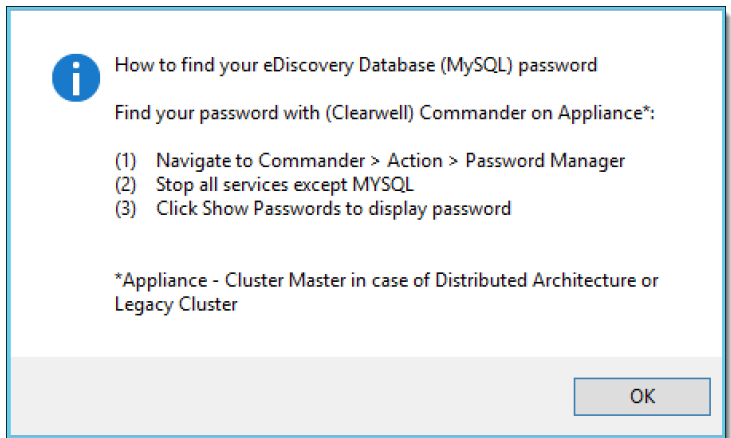 How to find your eDiscovery Database (MySQL) password
Find your password with (Clearwell) Commander on Appliance*:
(1) Navigate to Commander > Action > Password Manager
(2) Stop all services except MYSQL
(3) Click Show Passwords to display password
*Appliance - Cluster Master in case of Distributed Architecture or
Legacy Cluster
OK